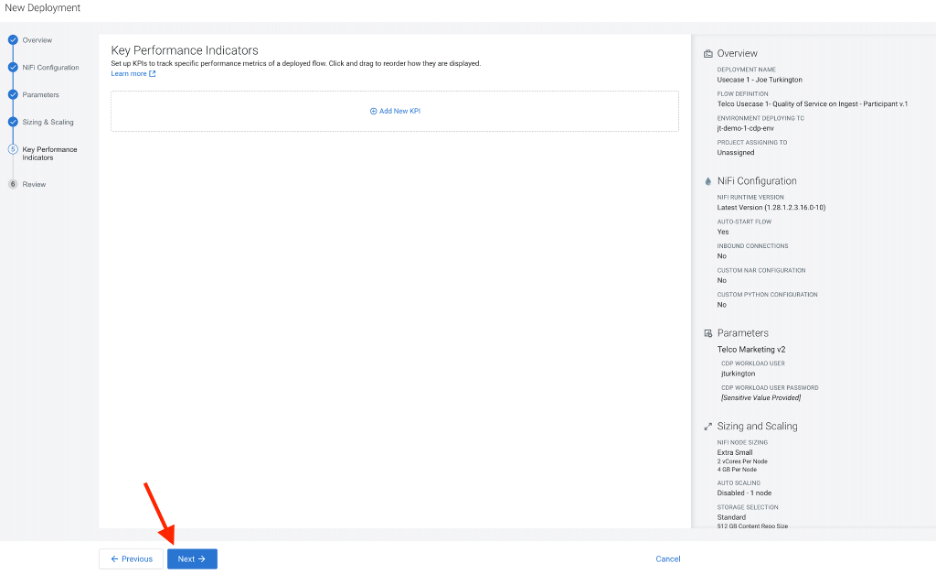 New Deployment
Overview
NiFi Configuration
Parameters
Sizing & Scaling
5
Key Performance
Indicators
6
Review
Key Performance Indicators
Set up KPIs to track specific performance metrics of a deployed flow. Click and drag to reorder how they are displayed.
Learn more
Add New KPI
Overview
DEPLOYMENT NAME
Usecase 1 - Joe Turkington
FLOW DEFINITION
Telco Usecase 1- Quality of Service on Ingest - Participant v.1
ENVIRONMENT DEPLOYING TO
jt-demo-1-cdp-env
PROJECT ASSIGNING TO
Unassigned
NiFi Configuration
NIFI RUNTIME VERSION
Latest Version (1.28.1.2.3.16.0-10)
AUTO-START FLOW
Yes
INBOUND CONNECTIONS
No
CUSTOM NAR CONFIGURATION
No
CUSTOM PYTHON CONFIGURATION
No
Parameters
Telco Marketing v2
CDP WORKLOAD USER
jturkington
CDP WORKLOAD USER PASSWORD
[Sensitive Value Provided]
Sizing and Scaling
NIFI NODE SIZING
Extra Small
2 vCores Per Node
4 GB Per Node
AUTO SCALING
Disabled - 1 node
STORAGE SELECTION
Standard
512 GB Content Repo Size
← Previous
Next →
Cancel